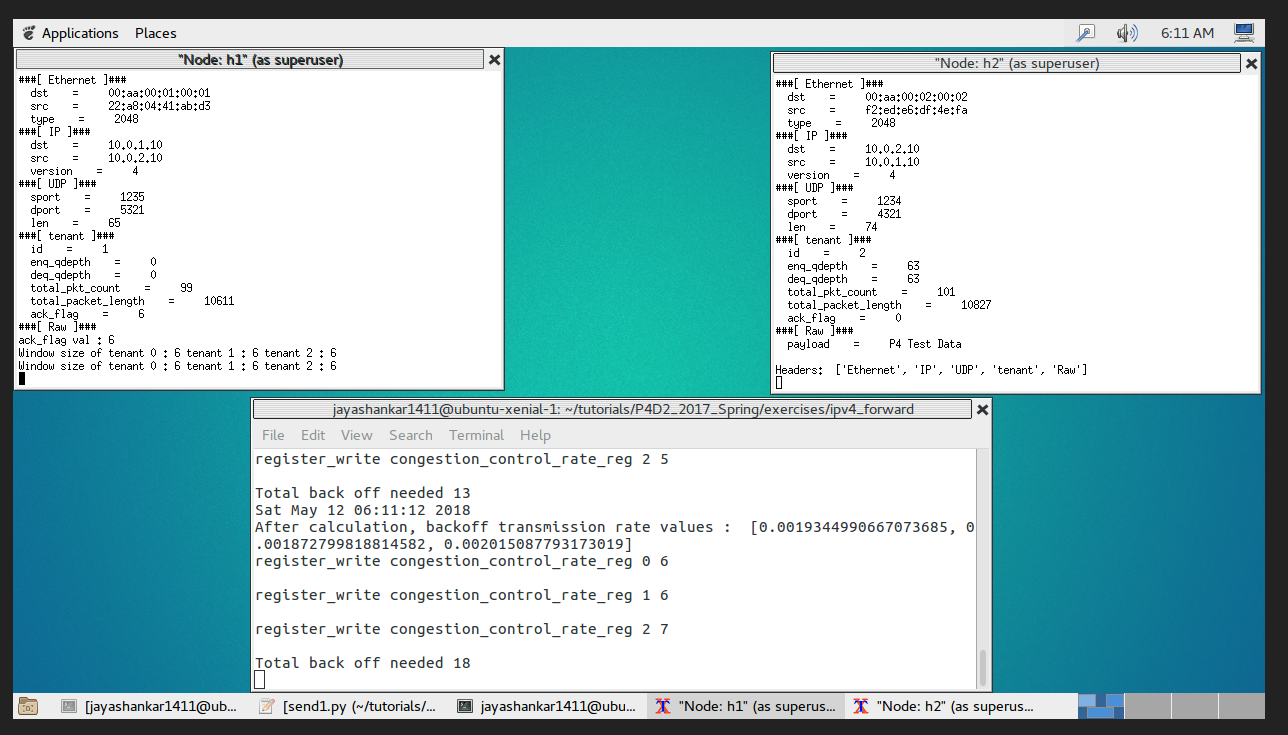 Applications Places 6:11 AM
"Node: h1" (as superuser)
###[ Ethernet ]###
dst = 00:aa:00:01:00:01
src = 22:a8:04:41:ab:d3
type = 2048
###[ IP ]###
dst = 10.0.1.10
src = 10.0.2.10
version = 4
###[ UDP ]###
sport = 1235
dport = 5321
len = 65
###[ tenant ]###
id = 1
enq_qdepth = 0
deq_qdepth = 0
total_pkt_count = 99
total_packet_length = 10611
ack_flag = 6
###[ Raw ]###
ack_flag val : 6
Window size of tenant 0 : 6 tenant 1 : 6 tenant 2 : 6
Window size of tenant 0 : 6 tenant 1 : 6 tenant 2 : 6
"Node: h2" (as superuser)
###[ Ethernet ]###
dst = 00:aa:00:02:00:02
src = f2:ed:e6:df:4e:fa
type = 2048
###[ IP ]###
dst = 10.0.2.10
src = 10.0.1.10
version = 4
###[ UDP ]###
sport = 1234
dport = 4321
len = 74
###[ tenant ]###
id = 2
enq_qdepth = 63
deq_qdepth = 63
total_pkt_count = 101
total_packet_length = 10827
ack_flag = 0
###[ Raw ]###
payload = P4 Test Data
Headers: ['Ethernet', 'IP', 'UDP', 'tenant', 'Raw']
jayashankar1411@ubuntu-xenial-1: ~/tutorials/P4D2_2017_Spring/exercises/ipv4_forward
File Edit View Search Terminal Help
register_write congestion_control_rate_reg 2 5
Total back off needed 13
Sat May 12 06:11:12 2018
After calculation, backoff transmission rate values : [0.0019344990667073685, 0
.001872799818814582, 0.002015087793173019]
register_write congestion_control_rate_reg 0 6
register_write congestion_control_rate_reg 1 6
register_write congestion_control_rate_reg 2 7
Total back off needed 18
[jayashankar1411@ub... [send1.py (~/tutorials/... jayashankar1411@ubu... "Node: h1" (as superus... "Node: h2" (as superus...